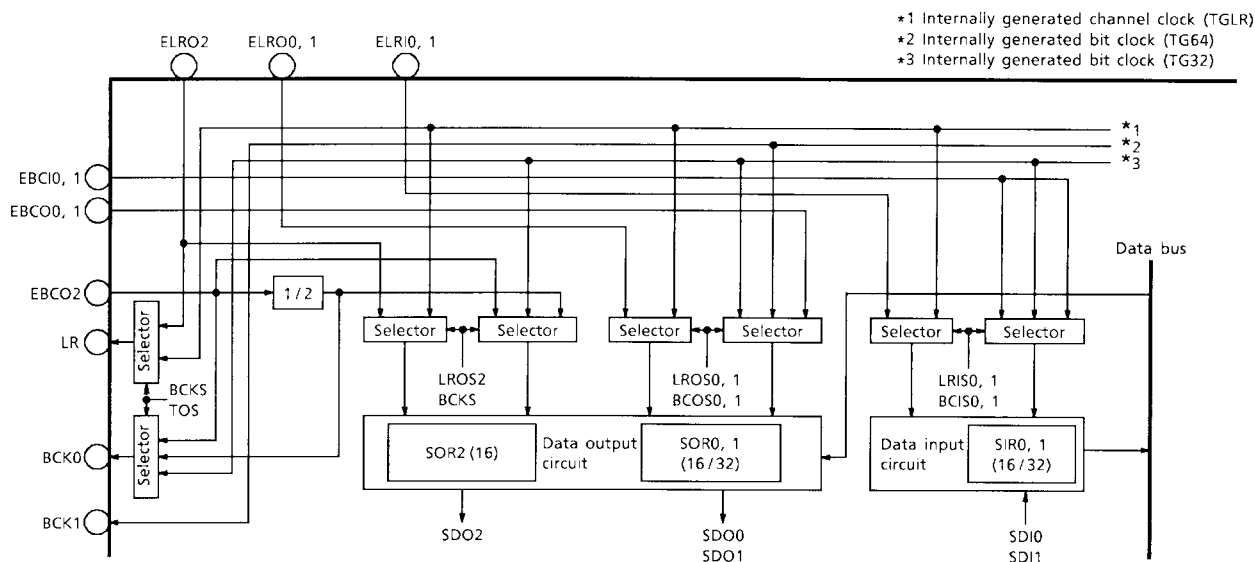 *1 Internally generated channel clock (TGLR)
*2 Internally generated bit clock (TG64)
*3 Internally generated bit clock (TG32)
ELRO2
ELRO0, 1
ELRI0, 1
*1
*2
*3
EBCI0, 1
EBCO0, 1
Data bus
EBCO2
1/2
LR
Selector
Selector
Selector
Selector
Selector
Selector
Selector
BCKS
TOS
LROS2
BCKS
LROS0, 1
BCOS0, 1
LRIS0, 1
BCIS0, 1
BCK0
Selector
SOR2 (16)
Data output
circuit
SOR0, 1
(16/32)
Data input
circuit
SIR0, 1
(16/32)
BCK1
SDO2
SDO0
SDO1
SDI0
SDI1